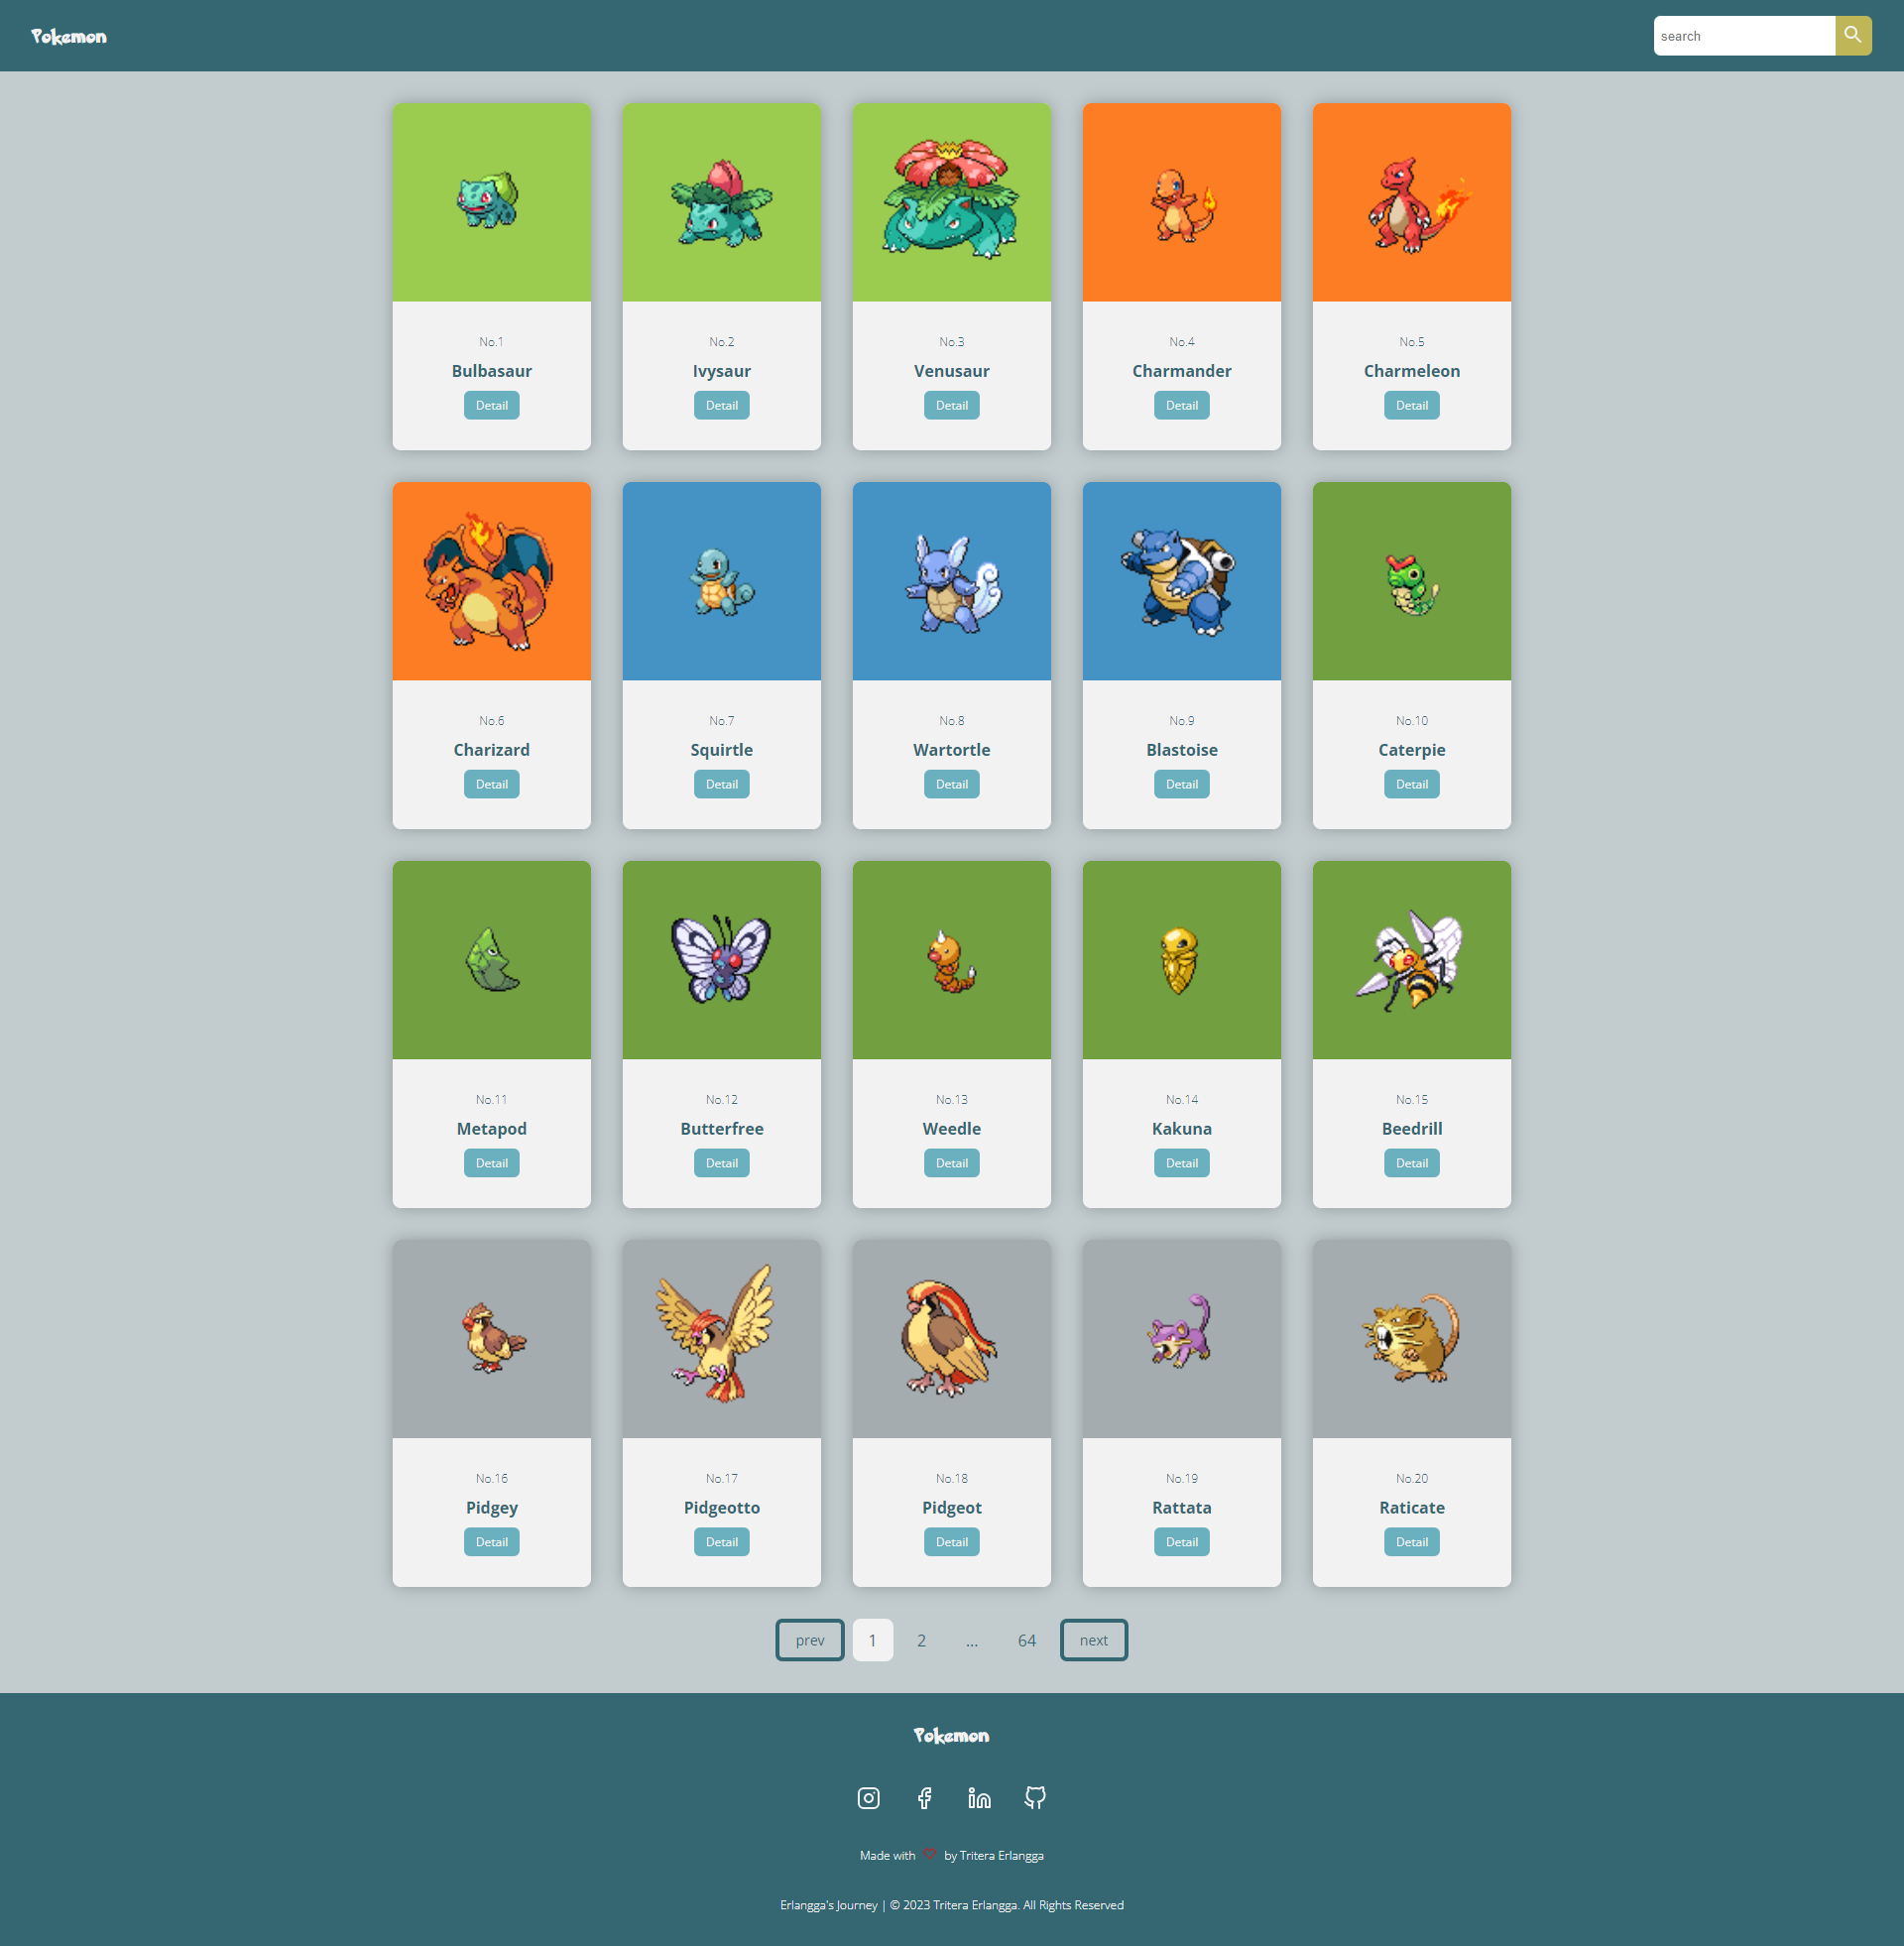 Pokemon
search
No.1 No.2 No.3 No.4 No.5
Bulbasaur Ivysaur Venusaur Charmander Charmeleon
Detail Detail Detail Detail Detail
No.6 No.7 No.8 No.9 No.10
Charizard Squirtle Wartortle Blastoise Caterpie
Detail Detail Detail Detail Detail
No.11 No.12 No.13 No.14 No.15
Metapod Butterfree Weedle Kakuna Beedrill
Detail Detail Detail Detail Detail
No.16 No.17 No.18 No.19 No.20
Pidgey Pidgeotto Pidgeot Rattata Raticate
Detail Detail Detail Detail Detail
prev 1 2 ... 64 next
Pokemon
Made with by Tritera Erlangga
Erlangga's Journey | © 2023 Tritera Erlangga. All Rights Reserved